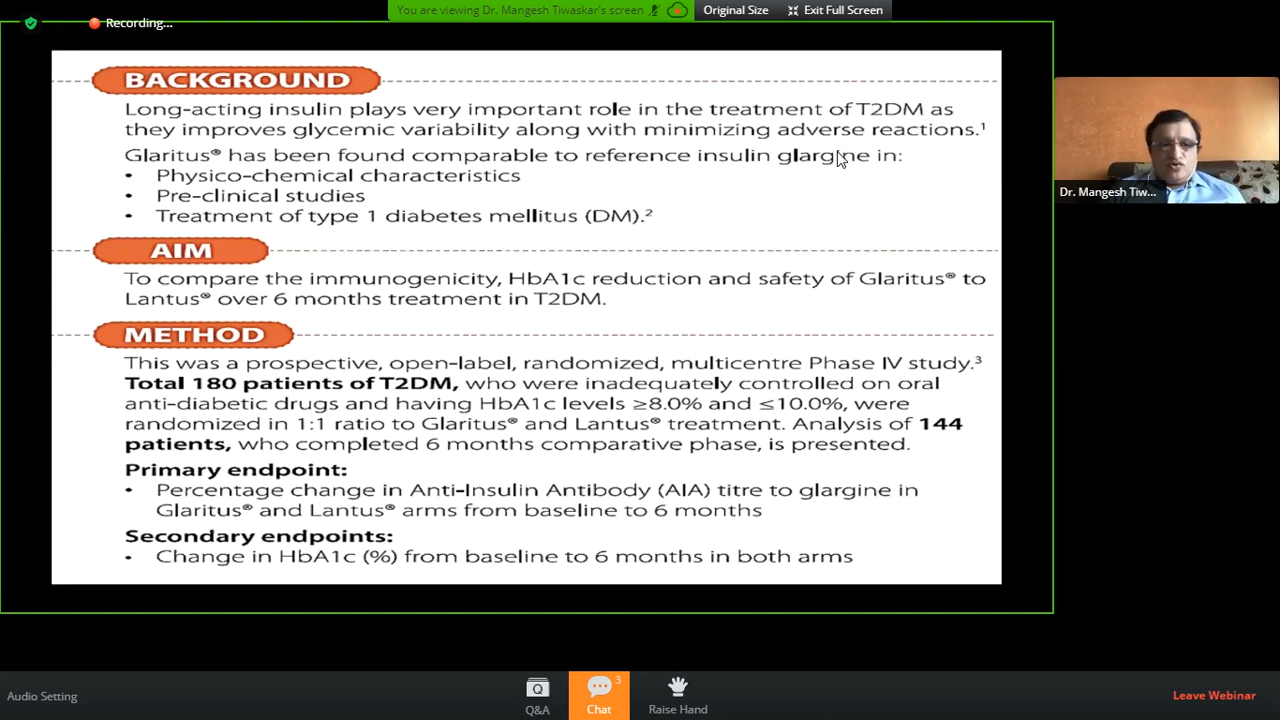 You are viewing Dr. Mangesh Tiwaskar's screen
Original Size
Exit Full Screen
Recording...
BACKGROUND
Long-acting insulin plays very important role in the treatment of T2DM as
they improves glycemic variability along with minimizing adverse reactions.¹
Glaritus® has been found comparable to reference insulin glargine in:
• Physico-chemical characteristics
• Pre-clinical studies
• Treatment of type 1 diabetes mellitus (DM).²
AIM
To compare the immunogenicity, HbA1c reduction and safety of Glaritus® to
Lantus® over 6 months treatment in T2DM.
METHOD
This was a prospective, open-label, randomized, multicentre Phase IV study.³
Total 180 patients of T2DM, who were inadequately controlled on oral
anti-diabetic drugs and having HbA1c levels ≥8.0% and ≤10.0%, were
randomized in 1:1 ratio to Glaritus® and Lantus® treatment. Analysis of 144
patients, who completed 6 months comparative phase, is presented.
Primary endpoint:
• Percentage change in Anti-Insulin Antibody (AIA) titre to glargine in
Glaritus® and Lantus® arms from baseline to 6 months
Secondary endpoints:
• Change in HbA1c (%) from baseline to 6 months in both arms
Dr. Mangesh Tiw...
Audio Setting
Q
Q&A
3
Chat
Raise Hand
Leave Webinar